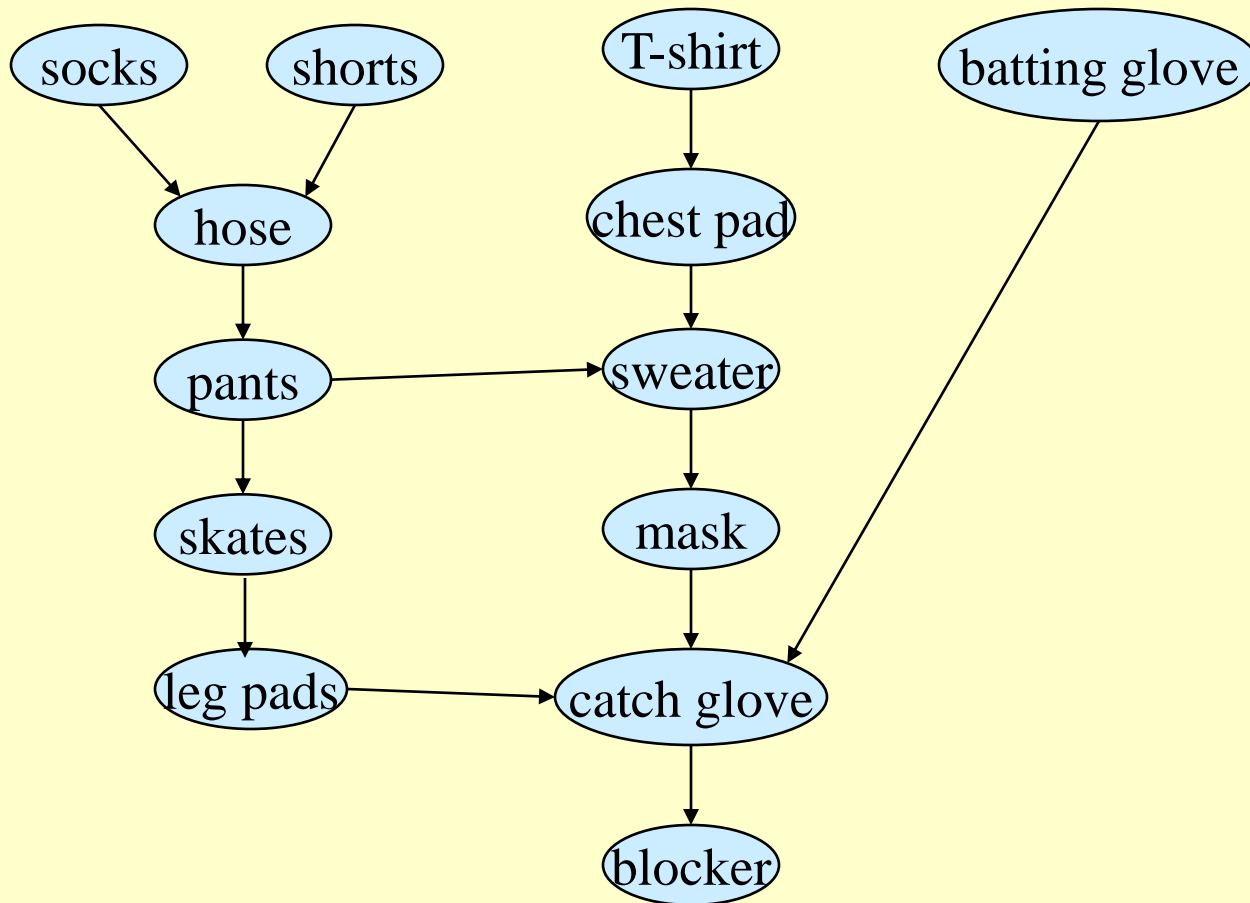 socks
shorts
T-shirt
batting glove
hose
chest pad
pants
sweater
skates
mask
leg pads
catch glove
blocker